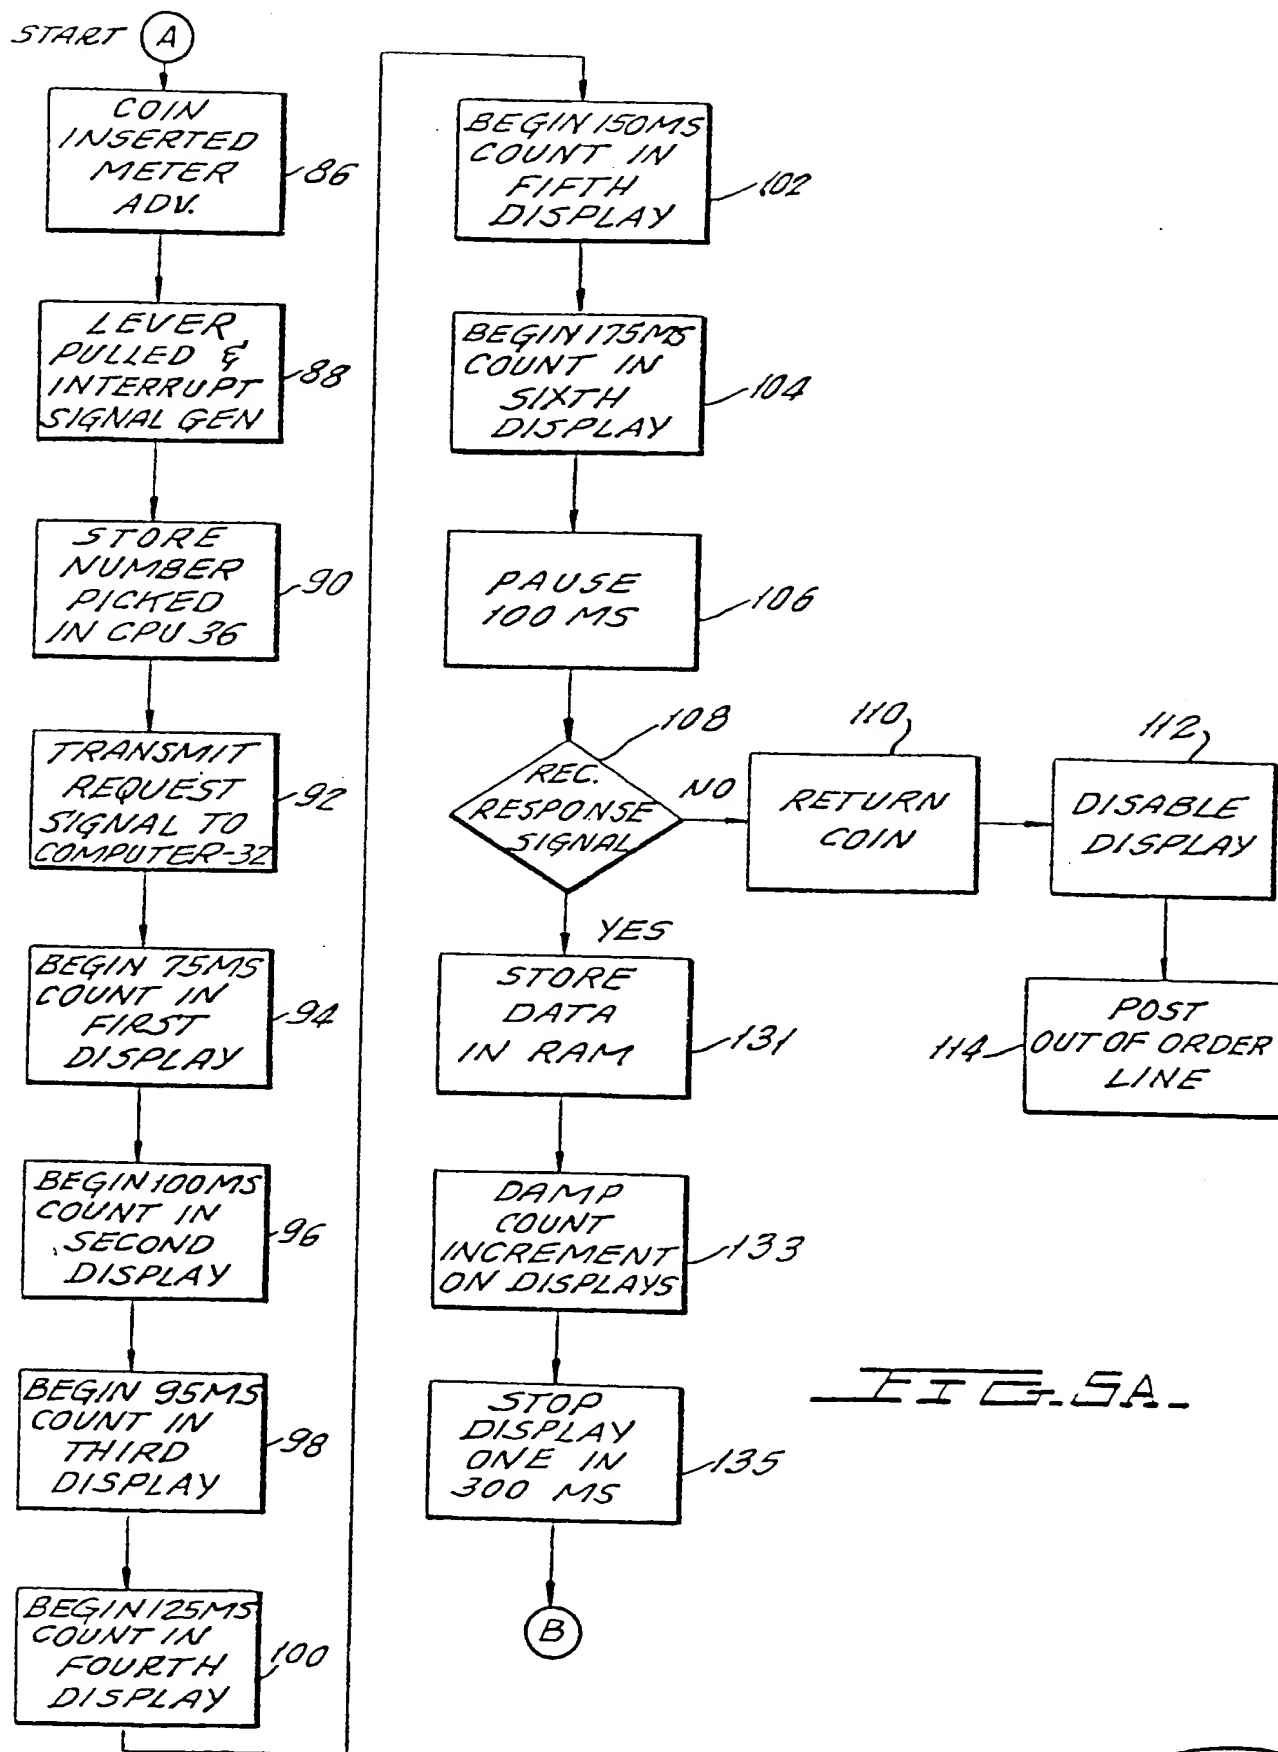 START A
COIN
INSERTED
METER
ADV.
86
LEVER
PULLED &
INTERRUPT
SIGNAL GEN
88
STORE
NUMBER
PICKED
IN CPU 36
90
TRANSMIT
REQUEST
SIGNAL TO
COMPUTER-32
92
BEGIN 75MS
COUNT IN
FIRST
DISPLAY
94
BEGIN 100MS
COUNT IN
SECOND
DISPLAY
96
BEGIN 95MS
COUNT IN
THIRD
DISPLAY
98
BEGIN 125MS
COUNT IN
FOURTH
DISPLAY
100
BEGIN 150MS
COUNT IN
FIFTH
DISPLAY
102
BEGIN 175MS
COUNT IN
SIXTH
DISPLAY
104
PAUSE
100 MS
106
REC.
RESPONSE
SIGNAL
108
NO
RETURN
COIN
110
DISABLE
DISPLAY
112
POST
OUT OF ORDER
LINE
114
YES
STORE
DATA
IN RAM
131
DAMP
COUNT
INCREMENT
ON DISPLAYS
133
STOP
DISPLAY
ONE IN
300 MS
135
B
FIG. 5A.